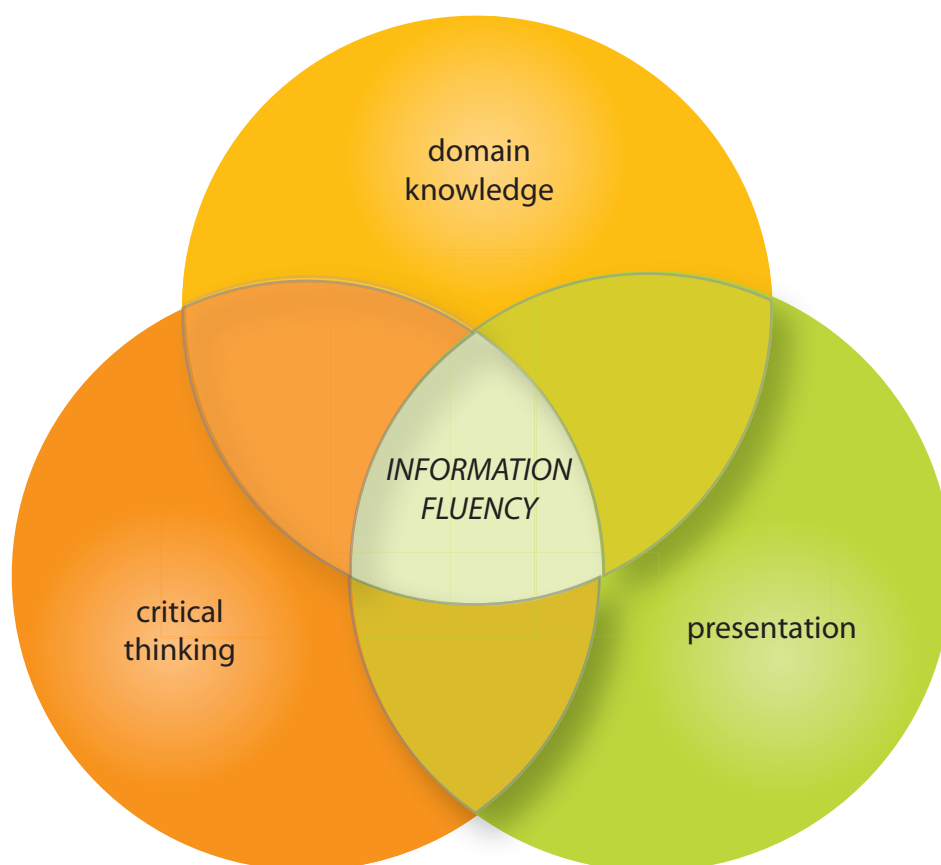 domain
knowledge
INFORMATION
FLUENCY
critical
thinking
presentation